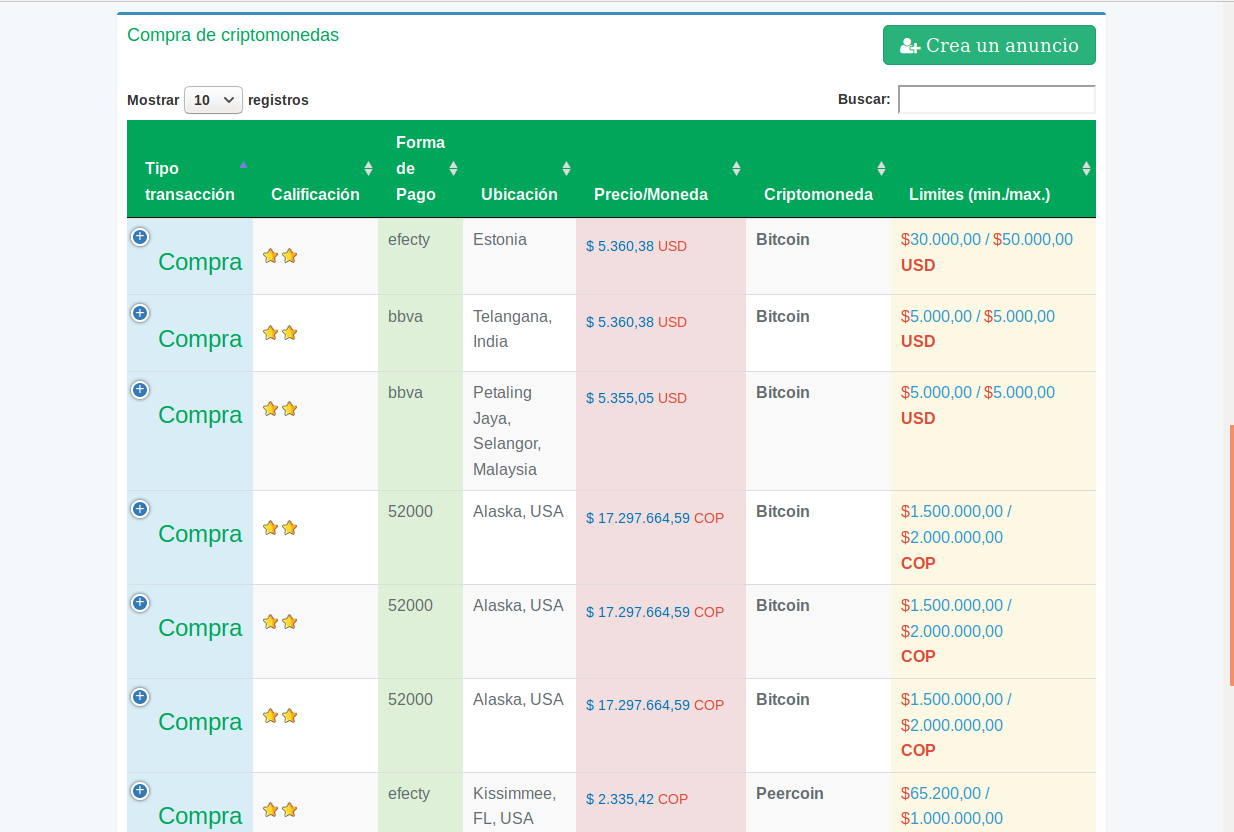 Compra de criptomonedas
Crea un anuncio
Mostrar 10 registros
Buscar:
Tipo transacción Calificación Forma de Pago Ubicación Precio/Moneda Criptomoneda Limites (min./max.)
Compra efecty Estonia $ 5.360,38 USD Bitcoin $30.000,00 / $50.000,00
USD
Compra bbva Telangana, $ 5.360,38 USD Bitcoin $5.000,00 / $5.000,00
India USD
Compra bbva Petaling $ 5.355,05 USD Bitcoin $5.000,00 / $5.000,00
Jaya, USD
Selangor,
Malaysia
Compra 52000 Alaska, USA $ 17.297.664,59 COP Bitcoin $1.500.000,00 /
$2.000.000,00
COP
Compra 52000 Alaska, USA $ 17.297.664,59 COP Bitcoin $1.500.000,00 /
$2.000.000,00
COP
Compra 52000 Alaska, USA $ 17.297.664,59 COP Bitcoin $1.500.000,00 /
$2.000.000,00
COP
Compra efecty Kissimmee, $ 2.335,42 COP Peercoin $65.200,00 /
FL, USA $1.000.000,00